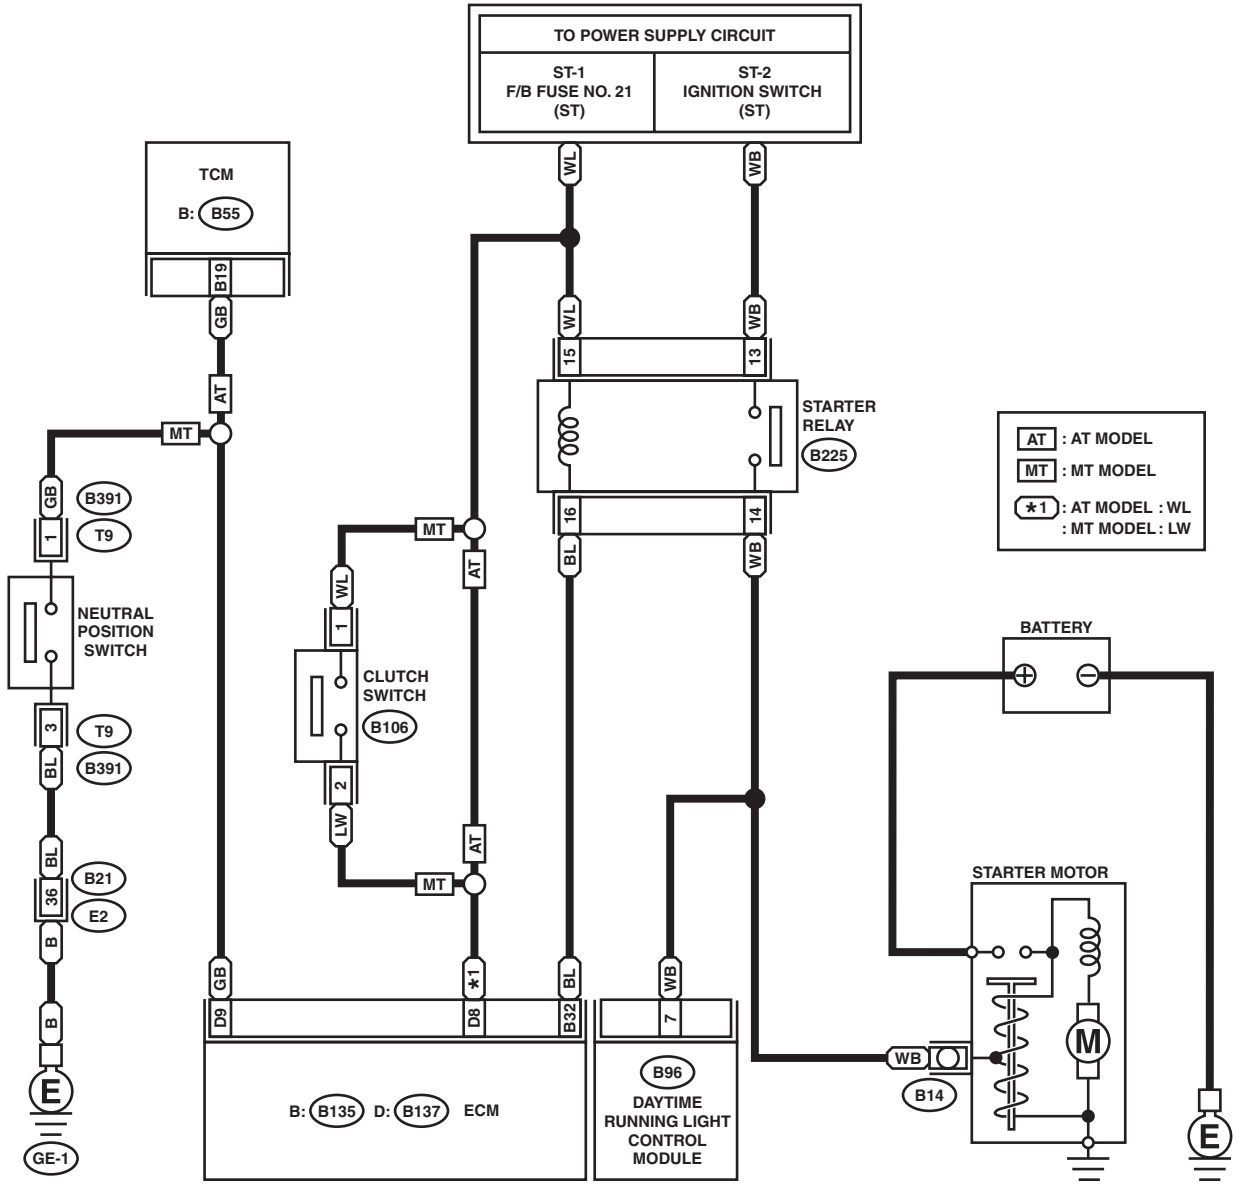 TO POWER SUPPLY CIRCUIT
ST-1
F/B FUSE NO. 21
(ST)
ST-2
IGNITION SWITCH
(ST)
WL
WB
TCM
B: B55
B19
GB
AT
MT
WL
WB
15
13
STARTER
RELAY
B225
16
14
BL
WB
AT : AT MODEL
MT : MT MODEL
*1 : AT MODEL : WL
: MT MODEL : LW
GB
B391
1
T9
NEUTRAL
POSITION
SWITCH
3
T9
BL
B391
BL
B21
36
E2
B
B
E
GE-1
MT
AT
WL
1
CLUTCH
SWITCH
B106
2
LW
AT
MT
BATTERY
+
−
STARTER MOTOR
M
WB
B14
E
GB
*1
BL
WB
D9
D8
B32
7
B: B135 D: B137 ECM
B96
DAYTIME
RUNNING LIGHT
CONTROL
MODULE